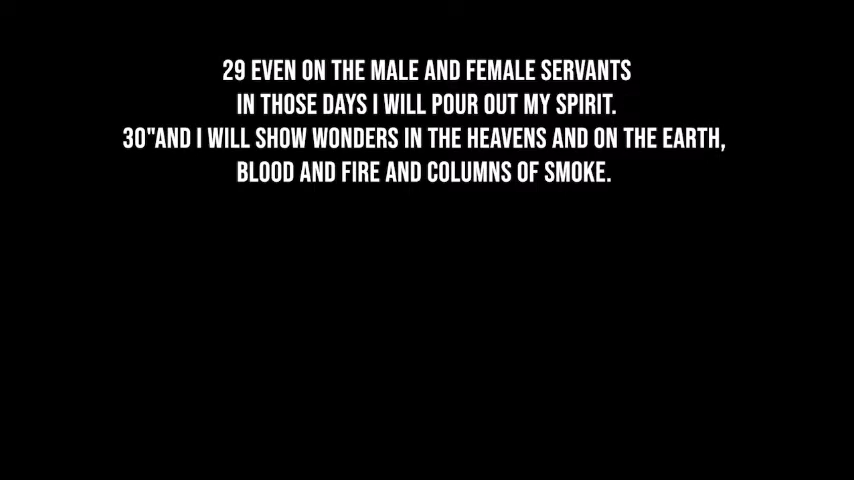 29 EVEN ON THE MALE AND FEMALE SERVANTS
IN THOSE DAYS I WILL POUR OUT MY SPIRIT.
30"AND I WILL SHOW WONDERS IN THE HEAVENS AND ON THE EARTH,
BLOOD AND FIRE AND COLUMNS OF SMOKE.